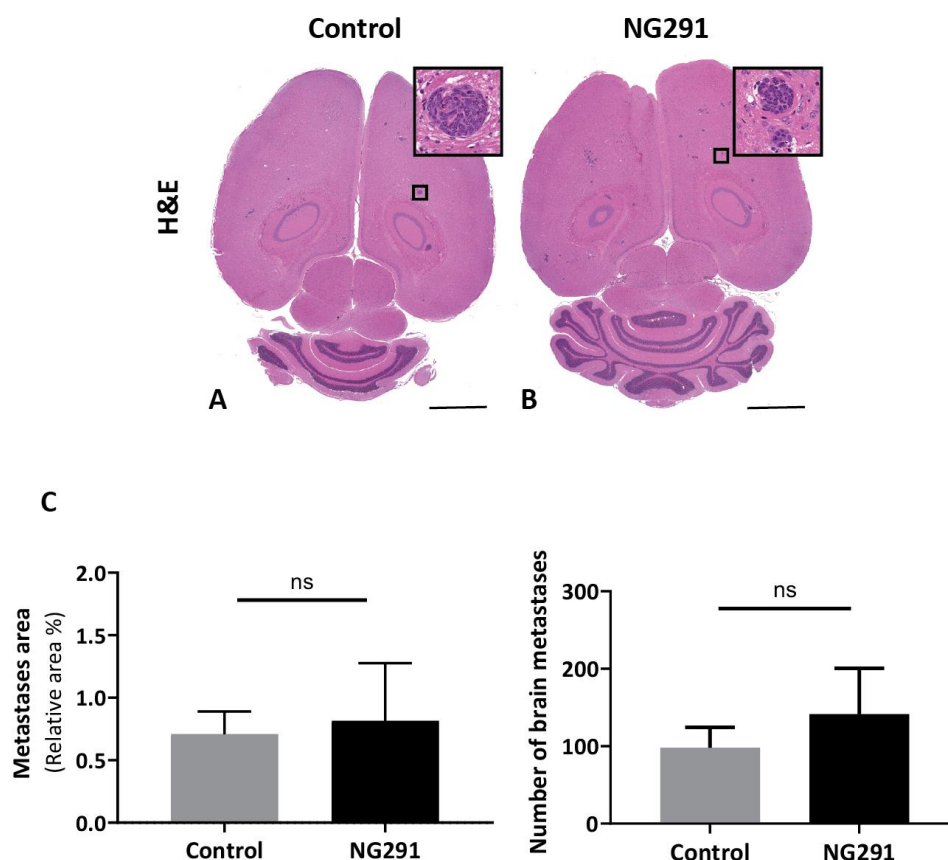 Control NG291
H&E
A B
C
Metastases area
(Relative area %)
2.0
1.5
1.0
0.5
0.0
ns
Control NG291
Number of brain metastases
300
200
100
0
ns
Control NG291